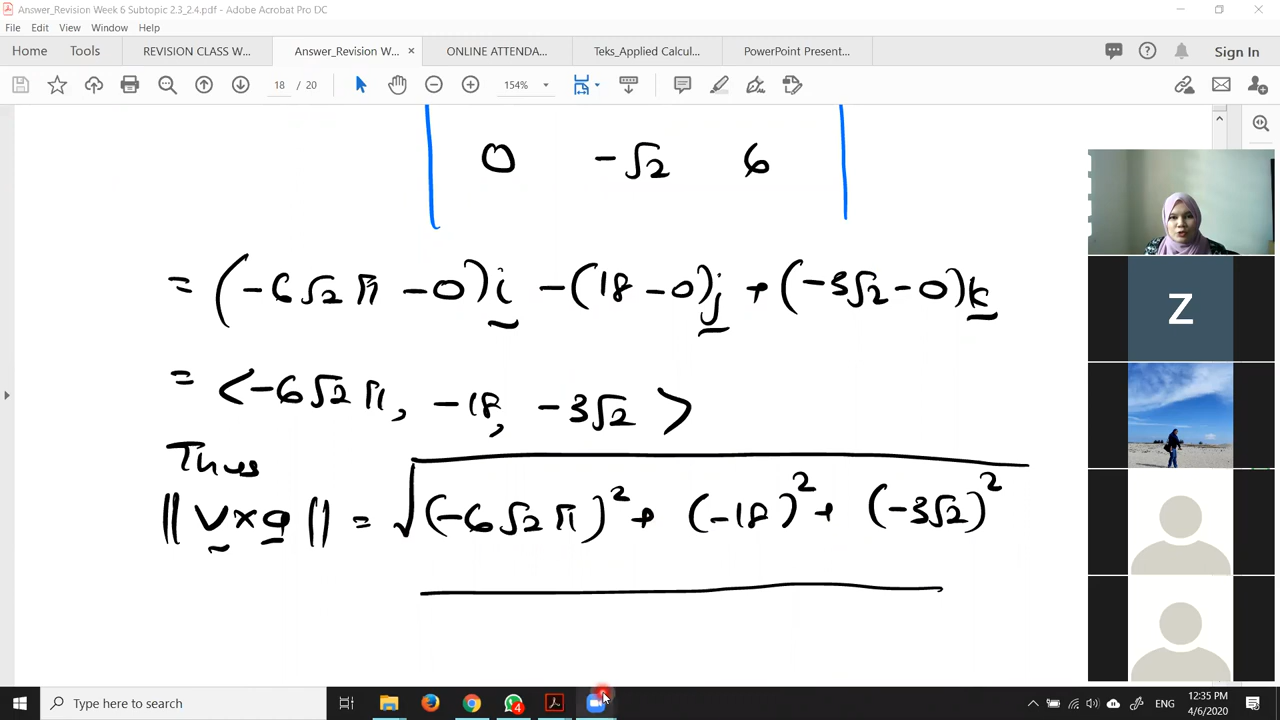 Answer_Revision Week 6 Subtopic 2.3_2.4.pdf - Adobe Acrobat Pro DC
File Edit View Window Help
Home Tools REVISION CLASS W... Answer_Revision W... × ONLINE ATTENDA... Teks_Applied Calcul... PowerPoint Present... Sign In
18 / 20 154%
0 -√2 6
= (-6√2 π - 0)i - (18 - 0)j + (-3√2 - 0)k
= <-6√2 π, -18, -3√2 >
Thus
||v×a|| = √(-6√2 π)² + (-18)² + (-3√2)²
Z
Type here to search
4
ENG
12:35 PM
4/6/2020